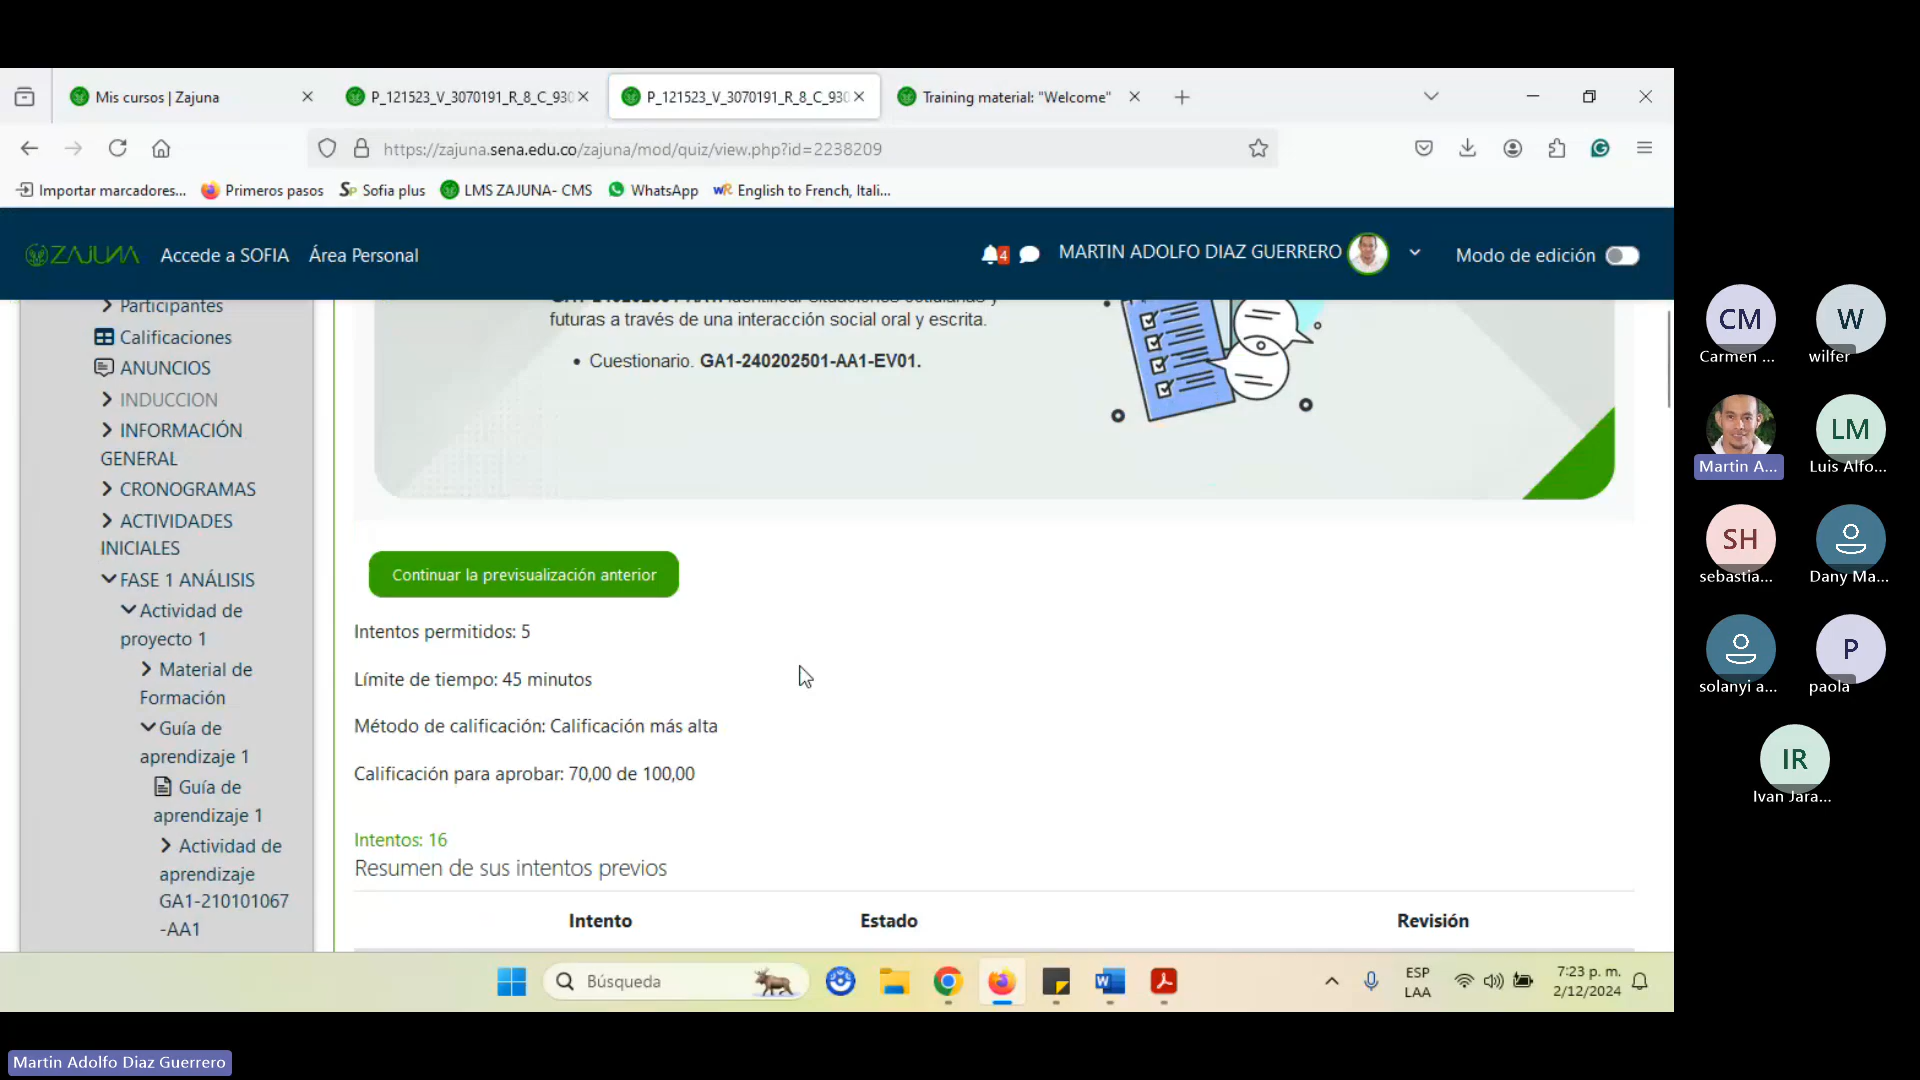 Mis cursos | Zajuna
P_121523_V_3070191_R_8_C_930
P_121523_V_3070191_R_8_C_930
Training material: "Welcome"
https://zajuna.sena.edu.co/zajuna/mod/quiz/view.php?id=2238209
Importar marcadores...
Primeros pasos
Sofia plus
LMS ZAJUNA- CMS
WhatsApp
English to French, Itali...
ZAJUNA
Accede a SOFIA
Área Personal
4
MARTIN ADOLFO DIAZ GUERRERO
Modo de edición
Participantes
Calificaciones
ANUNCIOS
INDUCCION
INFORMACIÓN
GENERAL
CRONOGRAMAS
ACTIVIDADES
INICIALES
FASE 1 ANÁLISIS
Actividad de
proyecto 1
Material de
Formación
Guía de
aprendizaje 1
Guía de
aprendizaje 1
Actividad de
aprendizaje
GA1-210101067
-AA1
futuras a través de una interacción social oral y escrita.
• Cuestionario. GA1-240202501-AA1-EV01.
Continuar la previsualización anterior
Intentos permitidos: 5
Límite de tiempo: 45 minutos
Método de calificación: Calificación más alta
Calificación para aprobar: 70,00 de 100,00
Intentos: 16
Resumen de sus intentos previos
Intento Estado Revisión
Búsqueda
ESP
LAA
7:23 p. m.
2/12/2024
CM
Carmen ...
W
wilfer
Martin A...
LM
Luis Alfo...
SH
sebastia...
Dany Ma...
solanyi a...
P
paola
IR
Ivan Jara...
Martin Adolfo Diaz Guerrero